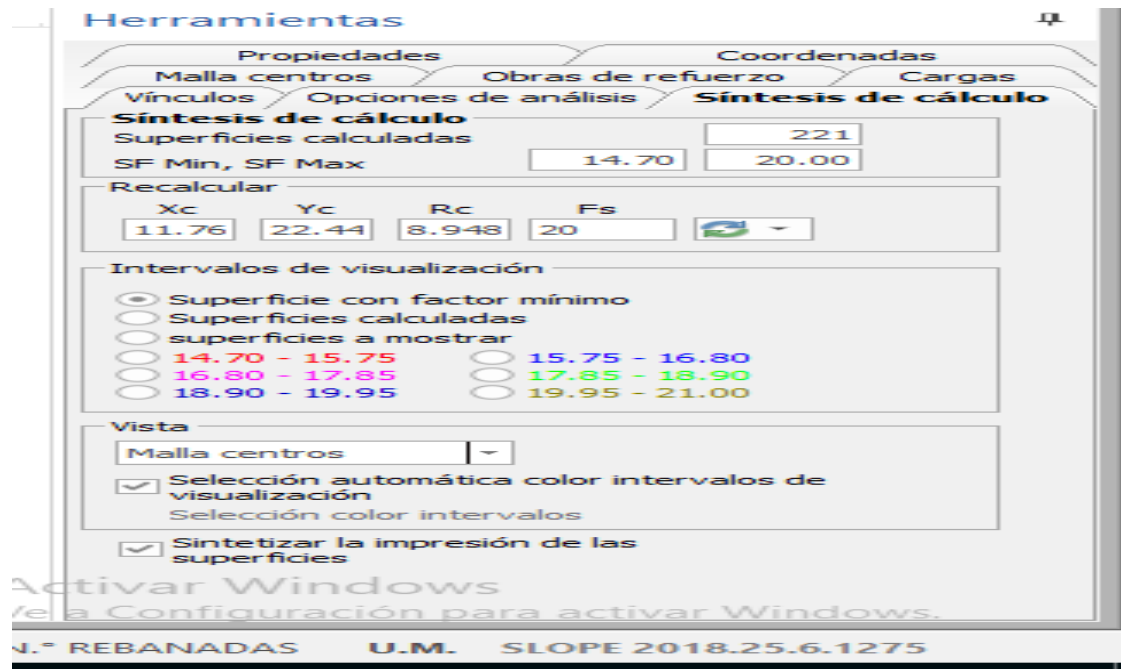 Herramientas
Propiedades Coordenadas
Malla centros Obras de refuerzo Cargas
Vínculos Opciones de análisis Síntesis de cálculo
Síntesis de cálculo
Superficies calculadas 221
SF Min, SF Max 14.70 20.00
Recalcular
Xc Yc Rc Fs
11.76 22.44 8.948 20
Intervalos de visualización
Superficie con factor mínimo
Superficies calculadas
superficies a mostrar
14.70 - 15.75 15.75 - 16.80
16.80 - 17.85 17.85 - 18.90
18.90 - 19.95 19.95 - 21.00
Vista
Malla centros
Selección automática color intervalos de
visualización
Selección color intervalos
Sintetizar la impresión de las
superficies
Activar Windows
Ve a Configuración para activar Windows.
N.° REBANADAS U.M. SLOPE 2018.25.6.1275